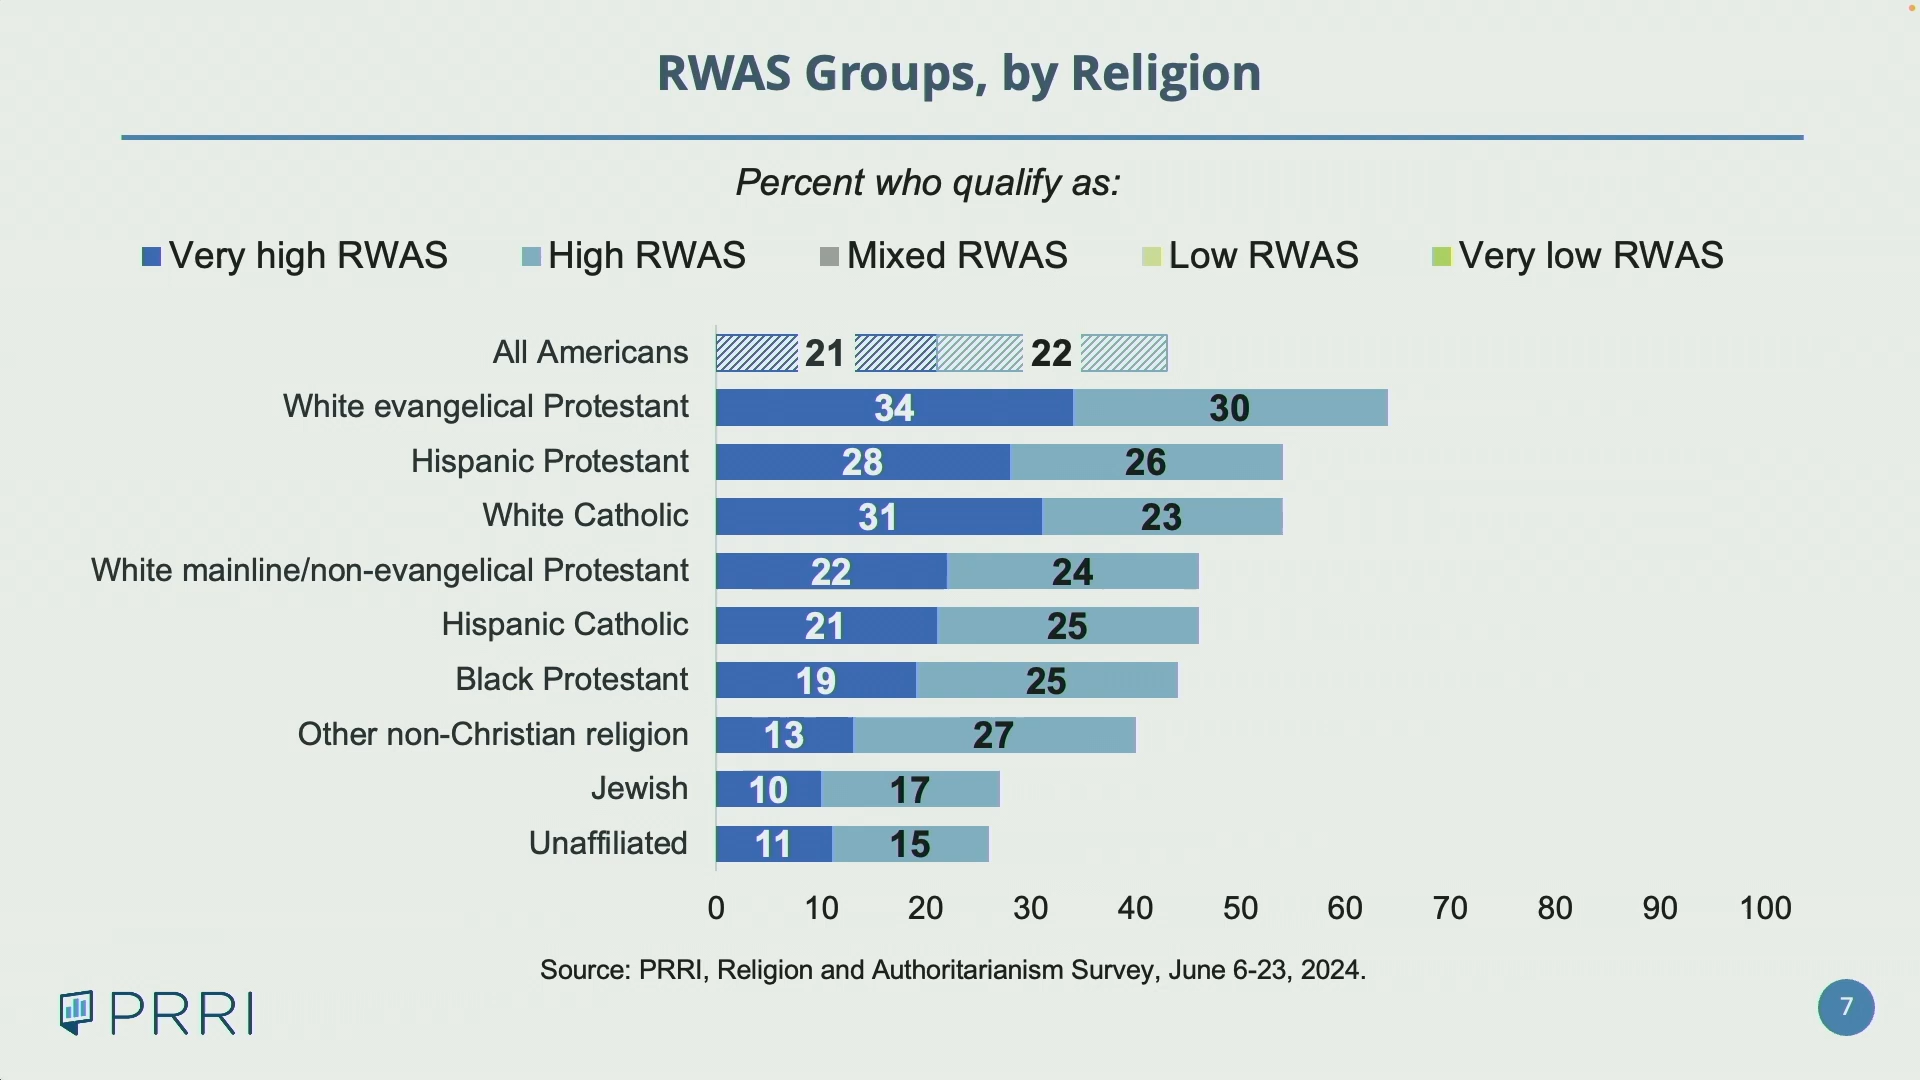 RWAS Groups, by Religion
Percent who qualify as:
Very high RWAS High RWAS Mixed RWAS Low RWAS Very low RWAS
All Americans 21 22
White evangelical Protestant 34 30
Hispanic Protestant 28 26
White Catholic 31 23
White mainline/non-evangelical Protestant 22 24
Hispanic Catholic 21 25
Black Protestant 19 25
Other non-Christian religion 13 27
Jewish 10 17
Unaffiliated 11 15
0 10 20 30 40 50 60 70 80 90 100
Source: PRRI, Religion and Authoritarianism Survey, June 6-23, 2024.
PRRI
7